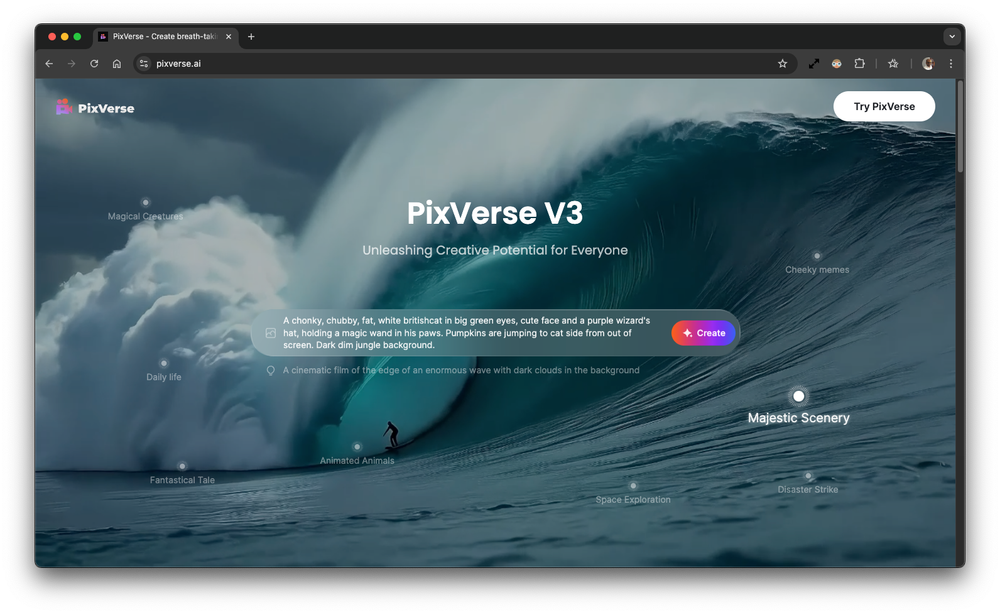 PixVerse - Create breath-taki
pixverse.ai
PixVerse
Try PixVerse
Magical Creatures
PixVerse V3
Unleashing Creative Potential for Everyone
Cheeky memes
A chonky, chubby, fat, white britishcat in big green eyes, cute face and a purple wizard's
hat, holding a magic wand in his paws. Pumpkins are jumping to cat side from out of
screen. Dark dim jungle background.
Create
Daily life
A cinematic film of the edge of an enormous wave with dark clouds in the background
Majestic Scenery
Animated Animals
Fantastical Tale
Space Exploration
Disaster Strike